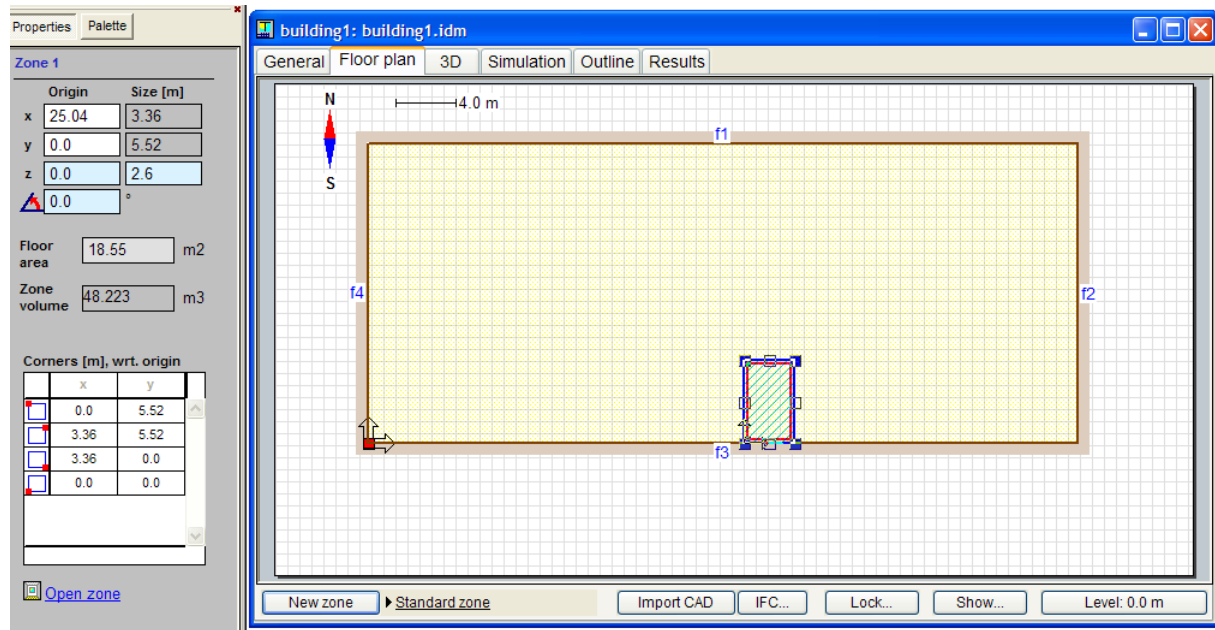 Properties Palette
Zone 1
Origin Size [m]
x 25.04 3.36
y 0.0 5.52
z 0.0 2.6
0.0 °
Floor area 18.55 m2
Zone volume 48.223 m3
Corners [m], wrt. origin
x y
0.0 5.52
3.36 5.52
3.36 0.0
0.0 0.0
Open zone
building1: building1.idm
General Floor plan 3D Simulation Outline Results
N 4.0 m
S
f1
f4 f2
f3
New zone Standard zone Import CAD IFC... Lock... Show... Level: 0.0 m